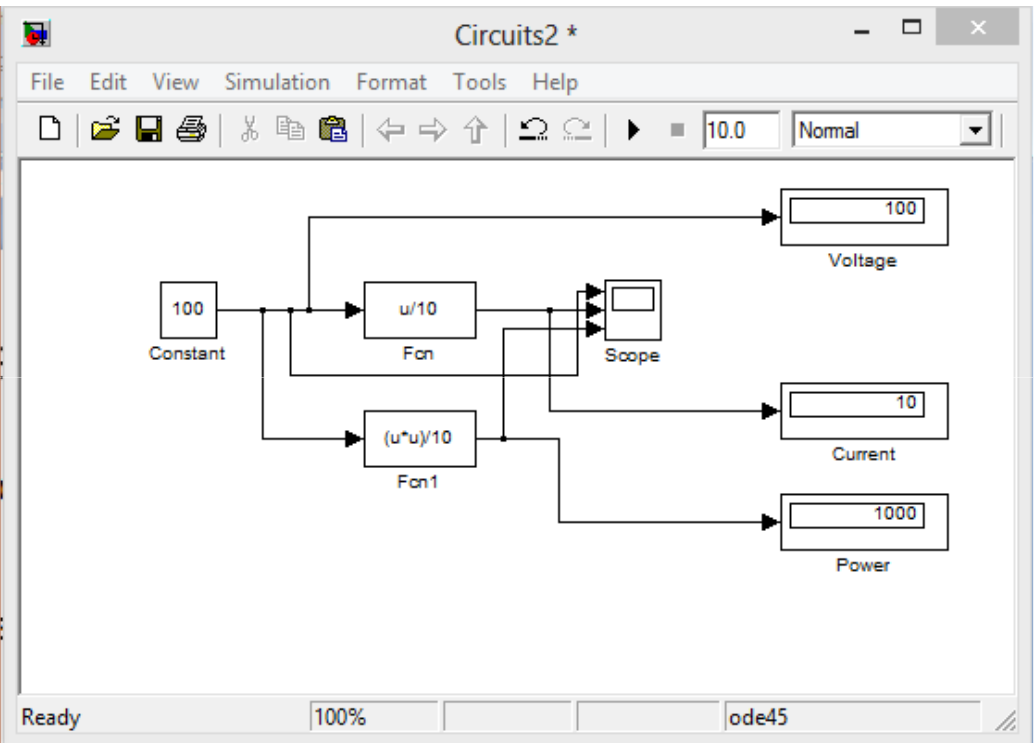 Circuits2 *
File Edit View Simulation Format Tools Help
10.0 Normal
100
Voltage
100
Constant
u/10
Fcn
Scope
10
Current
(u*u)/10
Fcn1
1000
Power
Ready 100% ode45